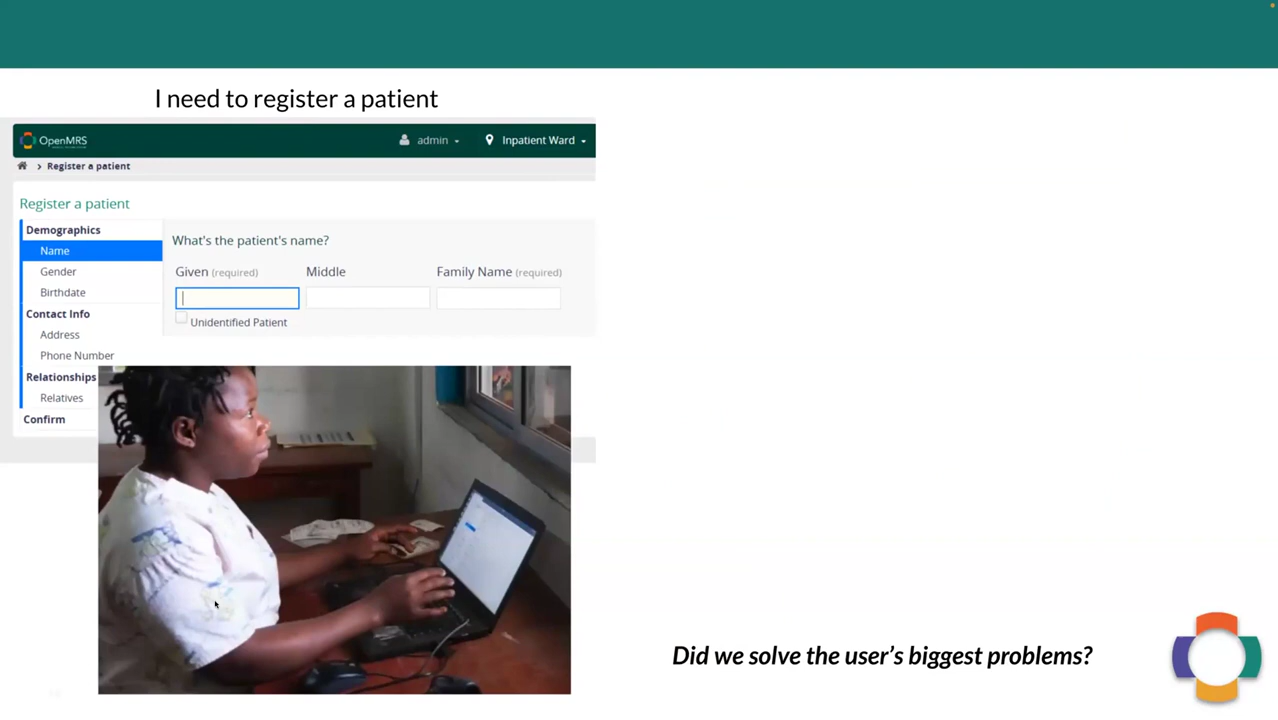 I need to register a patient
OpenMRS
admin
Inpatient Ward
Register a patient
Register a patient
Demographics
Name
Gender
Birthdate
Contact Info
Address
Phone Number
Relationships
Relatives
Confirm
What's the patient's name?
Given (required) Middle Family Name (required)
Unidentified Patient
Did we solve the user's biggest problems?